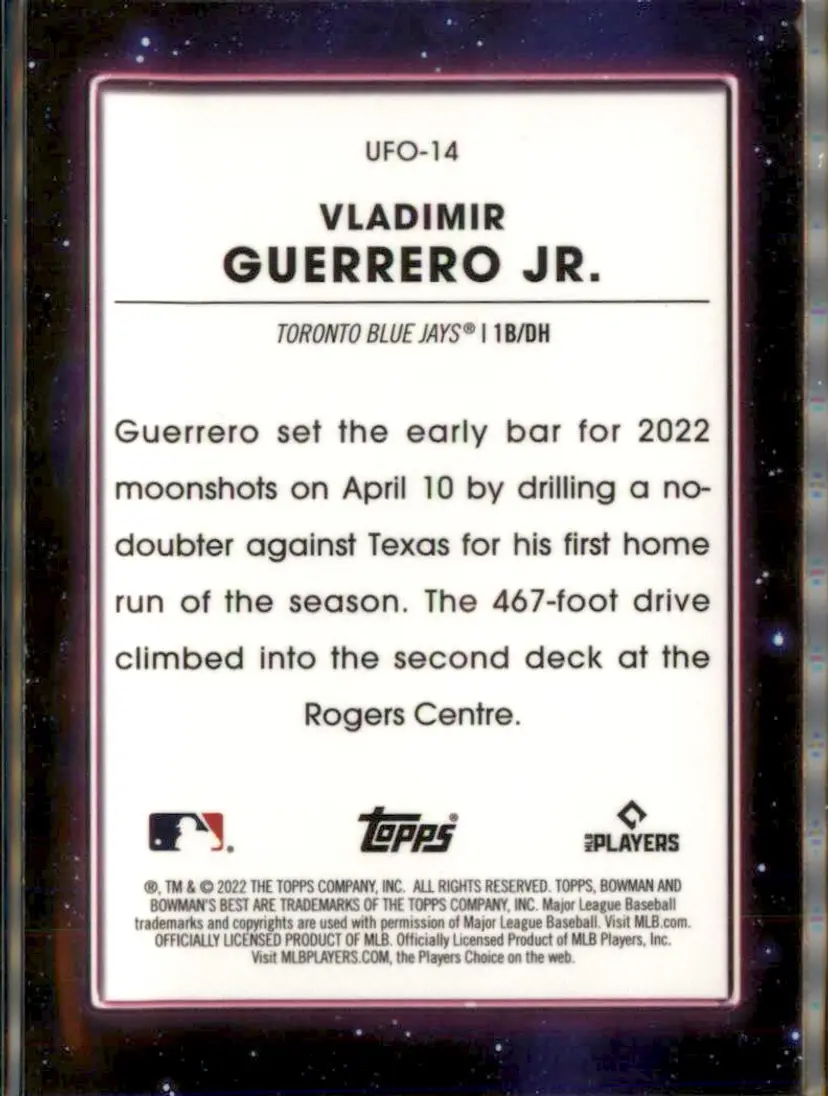 UFO-14
VLADIMIR
GUERRERO JR.
TORONTO BLUE JAYS® | 1B/DH
Guerrero set the early bar for 2022
moonshots on April 10 by drilling a no-
doubter against Texas for his first home
run of the season. The 467-foot drive
climbed into the second deck at the
Rogers Centre.
® topps® MLB PLAYERS
®, TM & © 2022 THE TOPPS COMPANY, INC. ALL RIGHTS RESERVED. TOPPS, BOWMAN AND
BOWMAN'S BEST ARE TRADEMARKS OF THE TOPPS COMPANY, INC. Major League Baseball
trademarks and copyrights are used with permission of Major League Baseball. Visit MLB.com.
OFFICIALLY LICENSED PRODUCT OF MLB. Officially Licensed Product of MLB Players, Inc.
Visit MLBPLAYERS.COM, the Players Choice on the web.